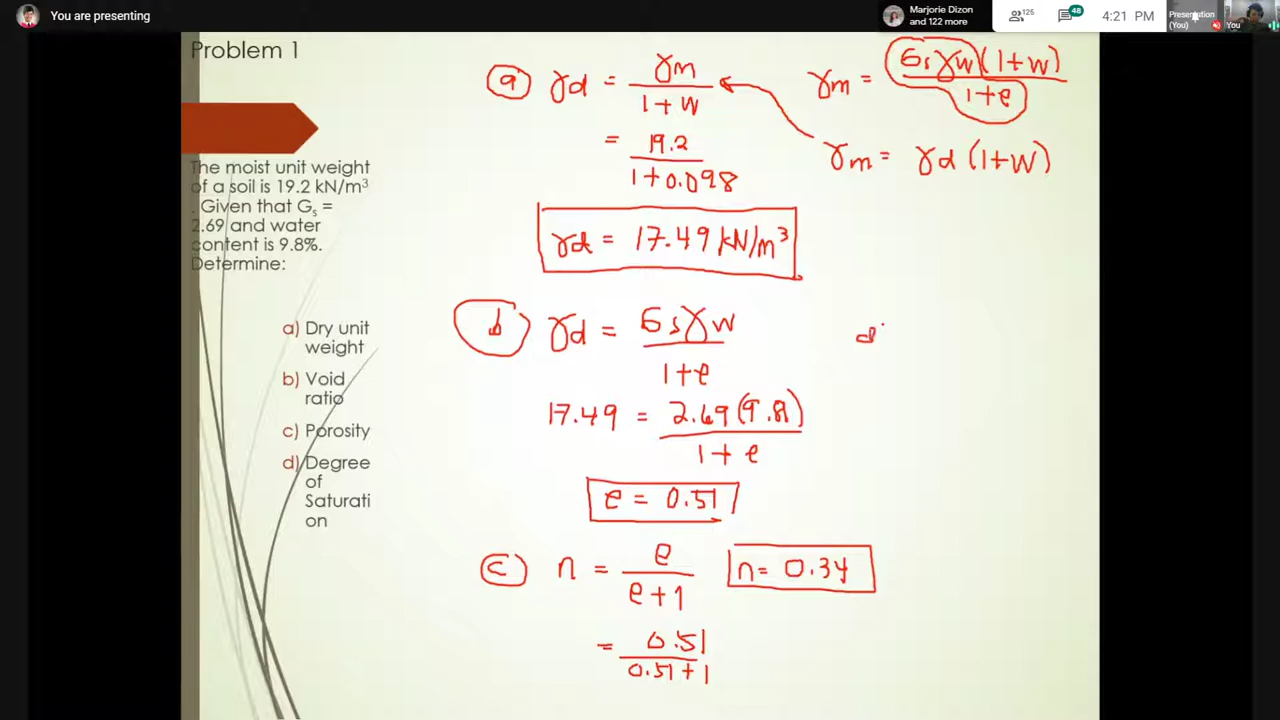 You are presenting
Marjorie Dizon
and 122 more
125
48
4:21 PM
Presentation
(You)
You
Problem 1
The moist unit weight
of a soil is 19.2 kN/m³
. Given that Gs =
2.69 and water
content is 9.8%.
Determine:
a) Dry unit
weight
b) Void
ratio
c) Porosity
d) Degree
of
Saturati
on
a γd = γm / 1+w
= 19.2 / 1+0.098
γd = 17.49 kN/m³
γm = Gsγw(1+w) / 1+e
γm = γd (1+w)
b γd = Gsγw / 1+e
17.49 = 2.69(9.81) / 1+e
e = 0.51
c n = e / e+1
n = 0.34
= 0.51 / 0.51+1
d